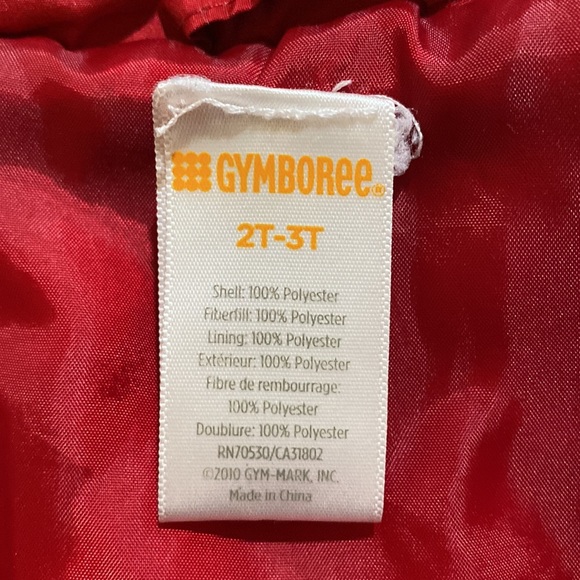 GYMBOREE®
2T-3T
Shell: 100% Polyester
Fiberfill: 100% Polyester
Lining: 100% Polyester
Extérieur: 100% Polyester
Fibre de rembourrage:
100% Polyester
Doublure: 100% Polyester
RN70530/CA31802
©2010 GYM-MARK, INC.
Made in China